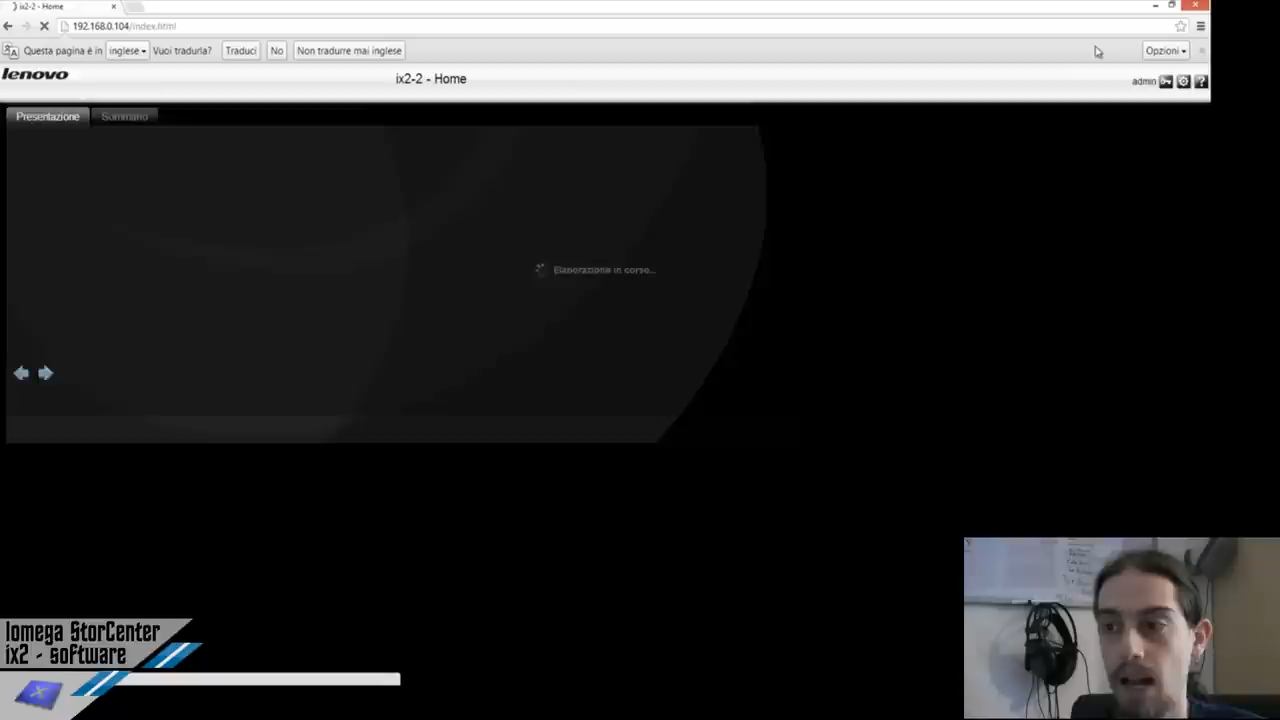 ix2-2 - Home
192.168.0.104/index.html
Questa pagina è in inglese Vuoi tradurla? Traduci No Non tradurre mai inglese Opzioni
lenovo
ix2-2 - Home
admin
Presentazione Sommario
Elaborazione in corso...
Iomega StorCenter
ix2 - software